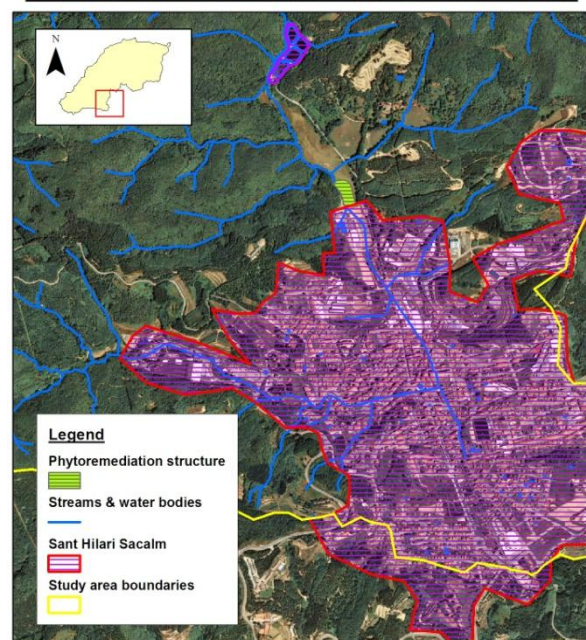 N
Legend
Phytoremediation structure
Streams & water bodies
Sant Hilari Sacalm
Study area boundaries